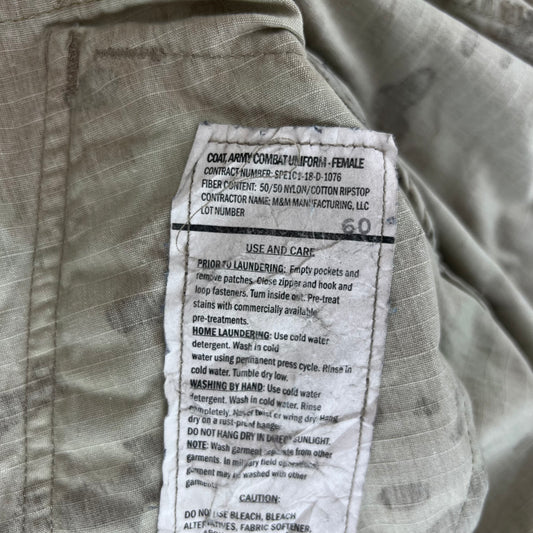 COAT, ARMY COMBAT UNIFORM - FEMALE
CONTRACT NUMBER: SPE1C1-18-D-1076
FIBER CONTENT: 50/50 NYLON/COTTON RIPSTOP
CONTRACTOR NAME: M&M MANUFACTURING, LLC
LOT NUMBER
60
USE AND CARE
PRIOR TO LAUNDERING: Empty pockets and
remove patches. Close zipper and hook and
loop fasteners. Turn inside out. Pre-treat
stains with commercially available
pre-treatments.
HOME LAUNDERING: Use cold water
detergent. Wash in cold
water using permanent press cycle. Rinse in
cold water. Tumble dry low.
WASHING BY HAND: Use cold water
detergent. Wash in cold water. Rinse
completely. Never twist or wring dry. Hang
dry on a rust-proof hanger.
DO NOT HANG DRY IN DIRECT SUNLIGHT.
NOTE: Wash garment separate from other
garments. In military field operations,
garment may be washed with other
garments.
CAUTION:
DO NOT USE BLEACH, BLEACH
ALTERNATIVES, FABRIC SOFTENER,